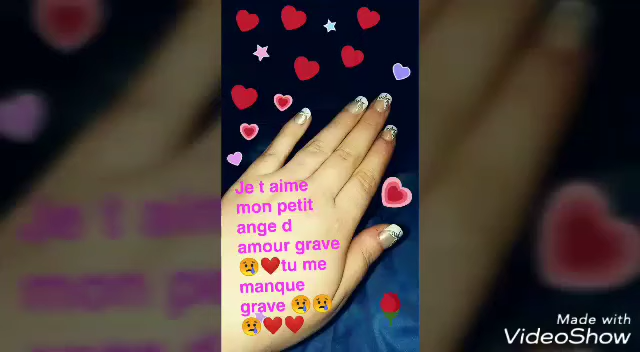 Je t aime
mon petit
ange d
amour grave
😢❤️tu me
manque
grave 😢😢
😢❤️❤️
Made with
VideoShow